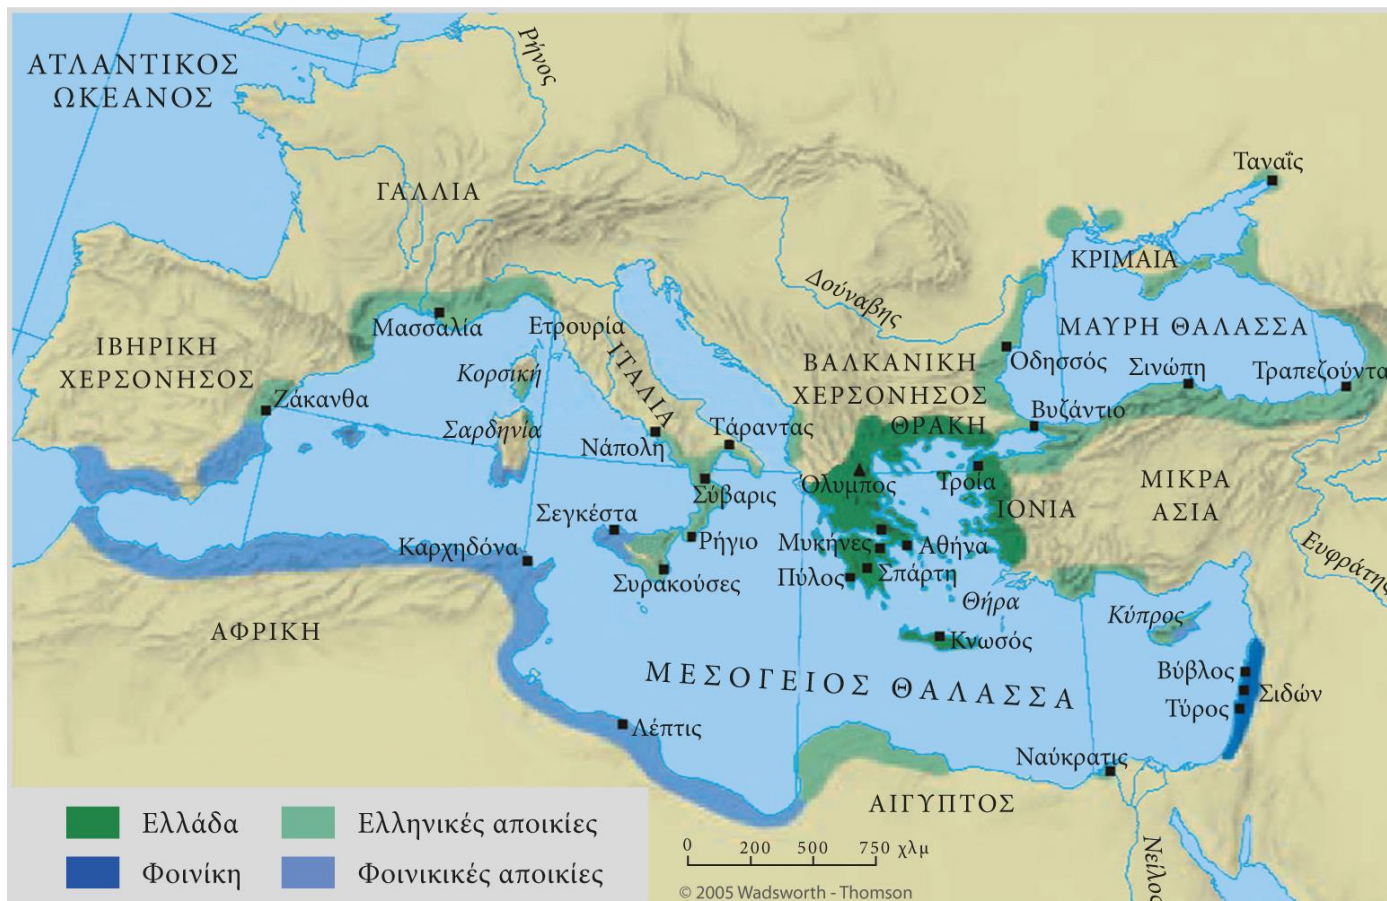 ΑΤΛΑΝΤΙΚΟΣ
ΩΚΕΑΝΟΣ
Ρήνος
Ταναΐς
ΓΑΛΛΙΑ
ΚΡΙΜΑΙΑ
Δούναβης
Μασσαλία
Ετρουρία
ΜΑΥΡΗ ΘΑΛΑΣΣΑ
ΙΒΗΡΙΚΗ
ΧΕΡΣΟΝΗΣΟΣ
ΙΤΑΛΙΑ
ΒΑΛΚΑΝΙΚΗ
ΧΕΡΣΟΝΗΣΟΣ
Οδησσός
Σινώπη
Τραπεζούντα
Κορσική
Ζάκανθα
Βυζάντιο
Σαρδηνία
Νάπολη
Τάραντας
ΘΡΑΚΗ
Όλυμπος
Τροία
ΜΙΚΡΑ
ΑΣΙΑ
Σύβαρις
ΙΟΝΙΑ
Σεγκέστα
Ρήγιο
Μυκήνες
Αθήνα
Ευφράτης
Καρχηδόνα
Συρακούσες
Πύλος
Σπάρτη
Θήρα
Κύπρος
ΑΦΡΙΚΗ
Κνωσός
ΜΕΣΟΓΕΙΟΣ ΘΑΛΑΣΣΑ
Βύβλος
Σιδών
Τύρος
Λέπτις
Ναύκρατις
ΑΙΓΥΠΤΟΣ
Νείλος
Ελλάδα
Ελληνικές αποικίες
Φοινίκη
Φοινικικές αποικίες
0 200 500 750 χλμ
© 2005 Wadsworth - Thomson